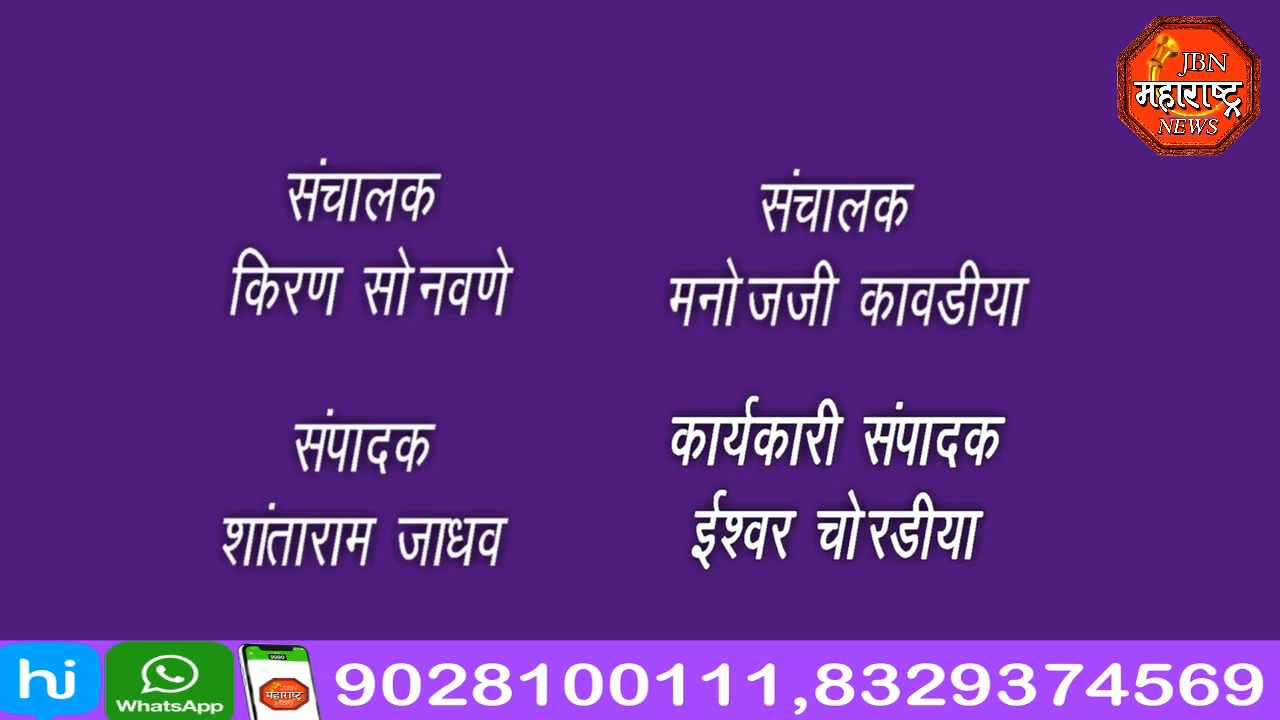 JBN
महाराष्ट्र
NEWS
संचालक
किरण सोनवणे
संचालक
मनोजजी कावडीया
संपादक
शांताराम जाधव
कार्यकारी संपादक
ईश्वर चोरडीया
hi
WhatsApp
महाराष्ट्र
9028100111,8329374569